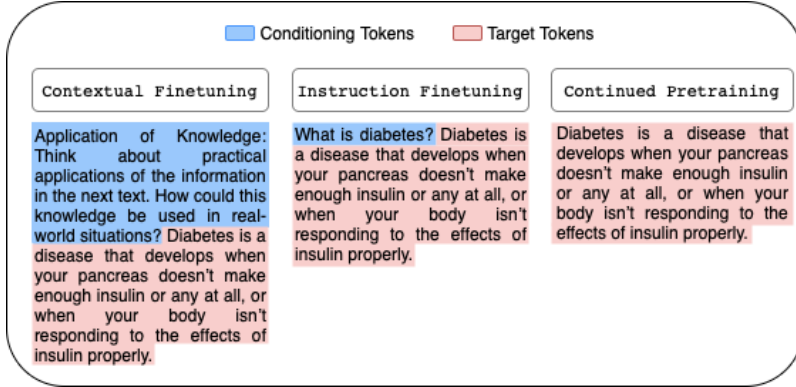 Conditioning Tokens
Target Tokens
Contextual Finetuning
Application of Knowledge:
Think about practical
applications of the information
in the next text. How could this
knowledge be used in real-
world situations? Diabetes is a
disease that develops when
your pancreas doesn't make
enough insulin or any at all, or
when your body isn't
responding to the effects of
insulin properly.
Instruction Finetuning
What is diabetes? Diabetes is
a disease that develops when
your pancreas doesn't make
enough insulin or any at all, or
when your body isn't
responding to the effects of
insulin properly.
Continued Pretraining
Diabetes is a disease that
develops when your pancreas
doesn't make enough insulin
or any at all, or when your
body isn't responding to the
effects of insulin properly.